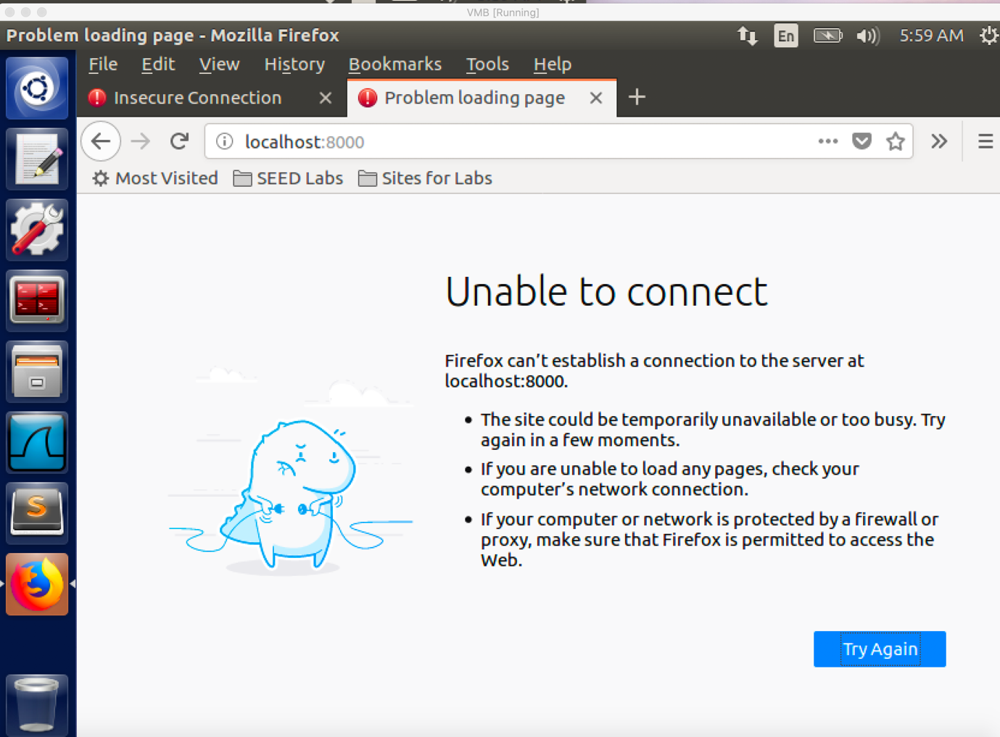 VMB [Running]
Problem loading page - Mozilla Firefox
En
5:59 AM
File Edit View History Bookmarks Tools Help
Insecure Connection
Problem loading page
localhost:8000
Most Visited SEED Labs Sites for Labs
Unable to connect
Firefox can’t establish a connection to the server at
localhost:8000.
The site could be temporarily unavailable or too busy. Try
again in a few moments.
If you are unable to load any pages, check your
computer’s network connection.
If your computer or network is protected by a firewall or
proxy, make sure that Firefox is permitted to access the
Web.
Try Again